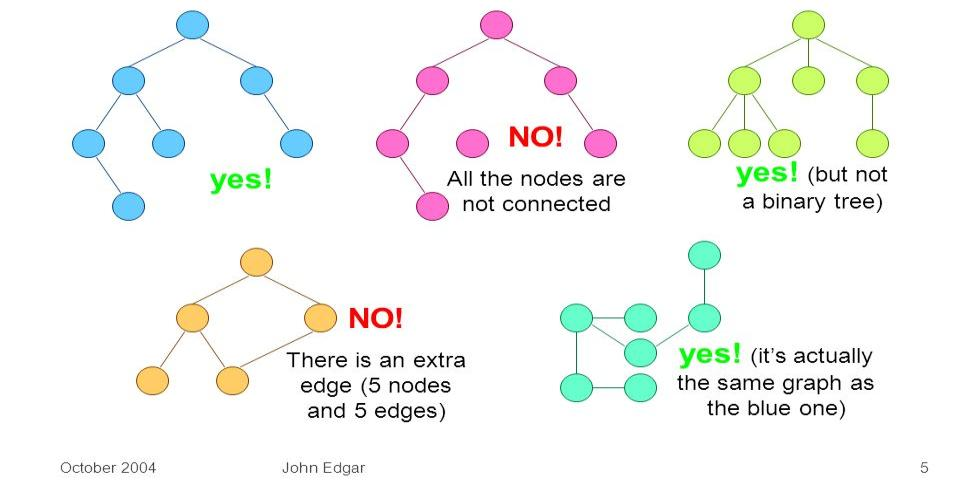 yes!
NO!
All the nodes are
not connected
yes! (but not
a binary tree)
NO!
There is an extra
edge (5 nodes
and 5 edges)
yes! (it’s actually
the same graph as
the blue one)
October 2004
John Edgar
5